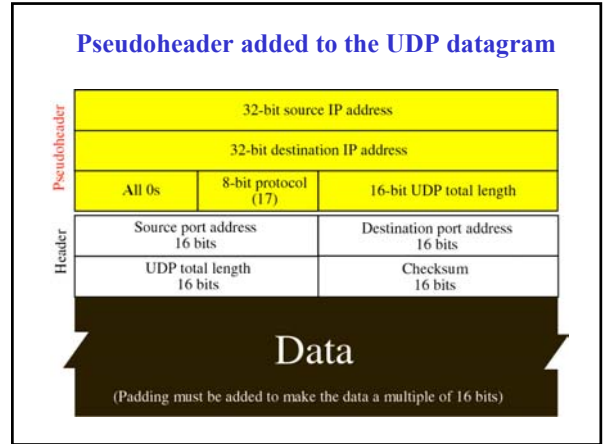 Pseudoheader added to the UDP datagram
Pseudoheader
32-bit source IP address
32-bit destination IP address
All 0s
8-bit protocol
(17)
16-bit UDP total length
Header
Source port address
16 bits
Destination port address
16 bits
UDP total length
16 bits
Checksum
16 bits
Data
(Padding must be added to make the data a multiple of 16 bits)